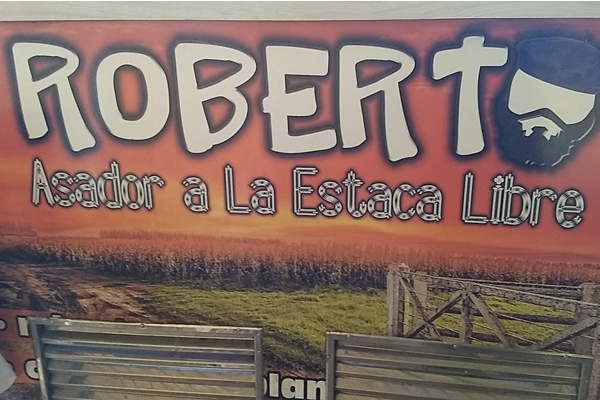 ROBERTO
Asador a La Estaca Libre